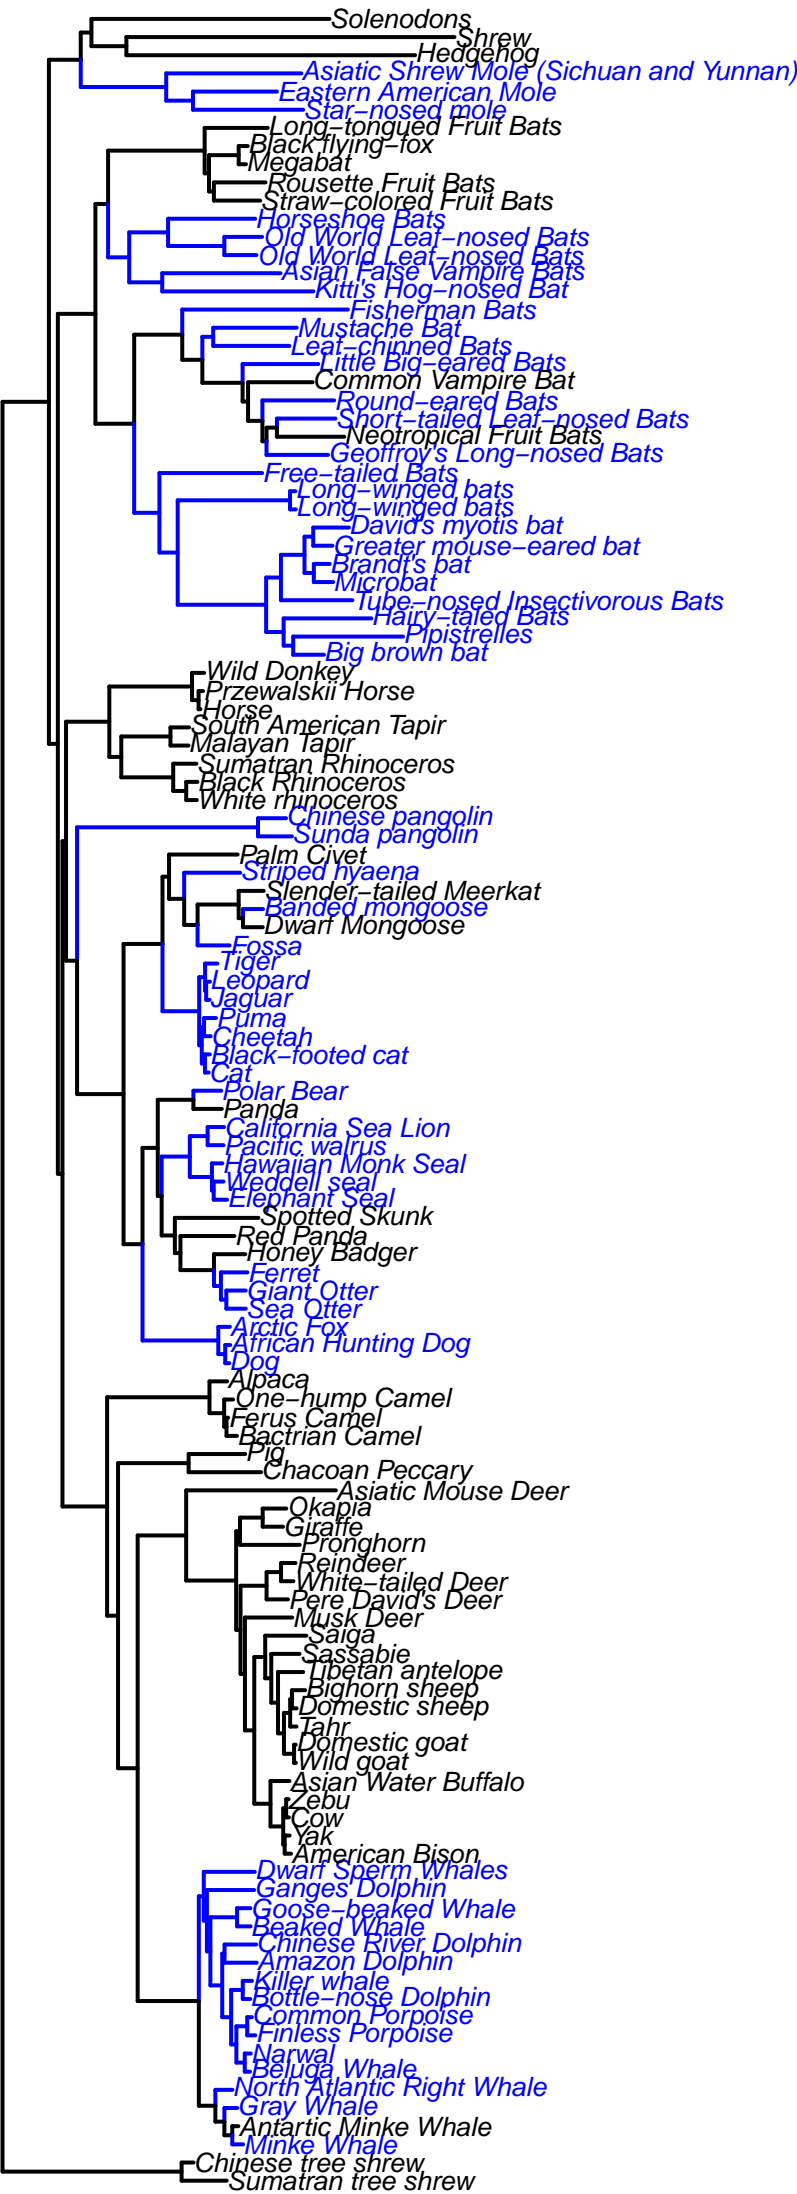 Solenodons
Shrew
Hedgehog
Asiatic Shrew Mole (Sichuan and Yunnan)
Eastern American Mole
Star−nosed mole
Long−tongued Fruit Bats
Black flying−fox
Megabat
Rousette Fruit Bats
Straw−colored Fruit Bats
Horseshoe Bats
Old World Leaf−nosed Bats
Old World Leaf−nosed Bats
Asian False Vampire Bats
Kitti's Hog−nosed Bat
Fisherman Bats
Mustache Bat
Leaf−chinned Bats
Little Big−eared Bats
Common Vampire Bat
Round−eared Bats
Short−tailed Leaf−nosed Bats
Neotropical Fruit Bats
Geoffroy's Long−nosed Bats
Free−tailed Bats
Long−winged bats
Long−winged bats
David's myotis bat
Greater mouse−eared bat
Brandt's bat
Microbat
Tube−nosed Insectivorous Bats
Hairy−taled Bats
Pipistrelles
Big brown bat
Wild Donkey
Przewalskii Horse
Horse
South American Tapir
Malayan Tapir
Sumatran Rhinoceros
Black Rhinoceros
White rhinoceros
Chinese pangolin
Sunda pangolin
Palm Civet
Striped hyaena
Slender−tailed Meerkat
Banded mongoose
Dwarf Mongoose
Fossa
Tiger
Leopard
Jaguar
Puma
Cheetah
Black−footed cat
Cat
Polar Bear
Panda
California Sea Lion
Pacific walrus
Hawaiian Monk Seal
Weddell seal
Elephant Seal
Spotted Skunk
Red Panda
Honey Badger
Ferret
Giant Otter
Sea Otter
Arctic Fox
African Hunting Dog
Dog
Alpaca
One−hump Camel
Ferus Camel
Bactrian Camel
Pig
Chacoan Peccary
Asiatic Mouse Deer
Okapia
Giraffe
Pronghorn
Reindeer
White−tailed Deer
Pere David's Deer
Musk Deer
Saiga
Sassabie
Tibetan antelope
Bighorn sheep
Domestic sheep
Tahr
Domestic goat
Wild goat
Asian Water Buffalo
Zebu
Cow
Yak
American Bison
Dwarf Sperm Whales
Ganges Dolphin
Goose−beaked Whale
Beaked Whale
Chinese River Dolphin
Amazon Dolphin
Killer whale
Bottle−nose Dolphin
Common Porpoise
Finless Porpoise
Narwal
Beluga Whale
North Atlantic Right Whale
Gray Whale
Antartic Minke Whale
Minke Whale
Chinese tree shrew
Sumatran tree shrew